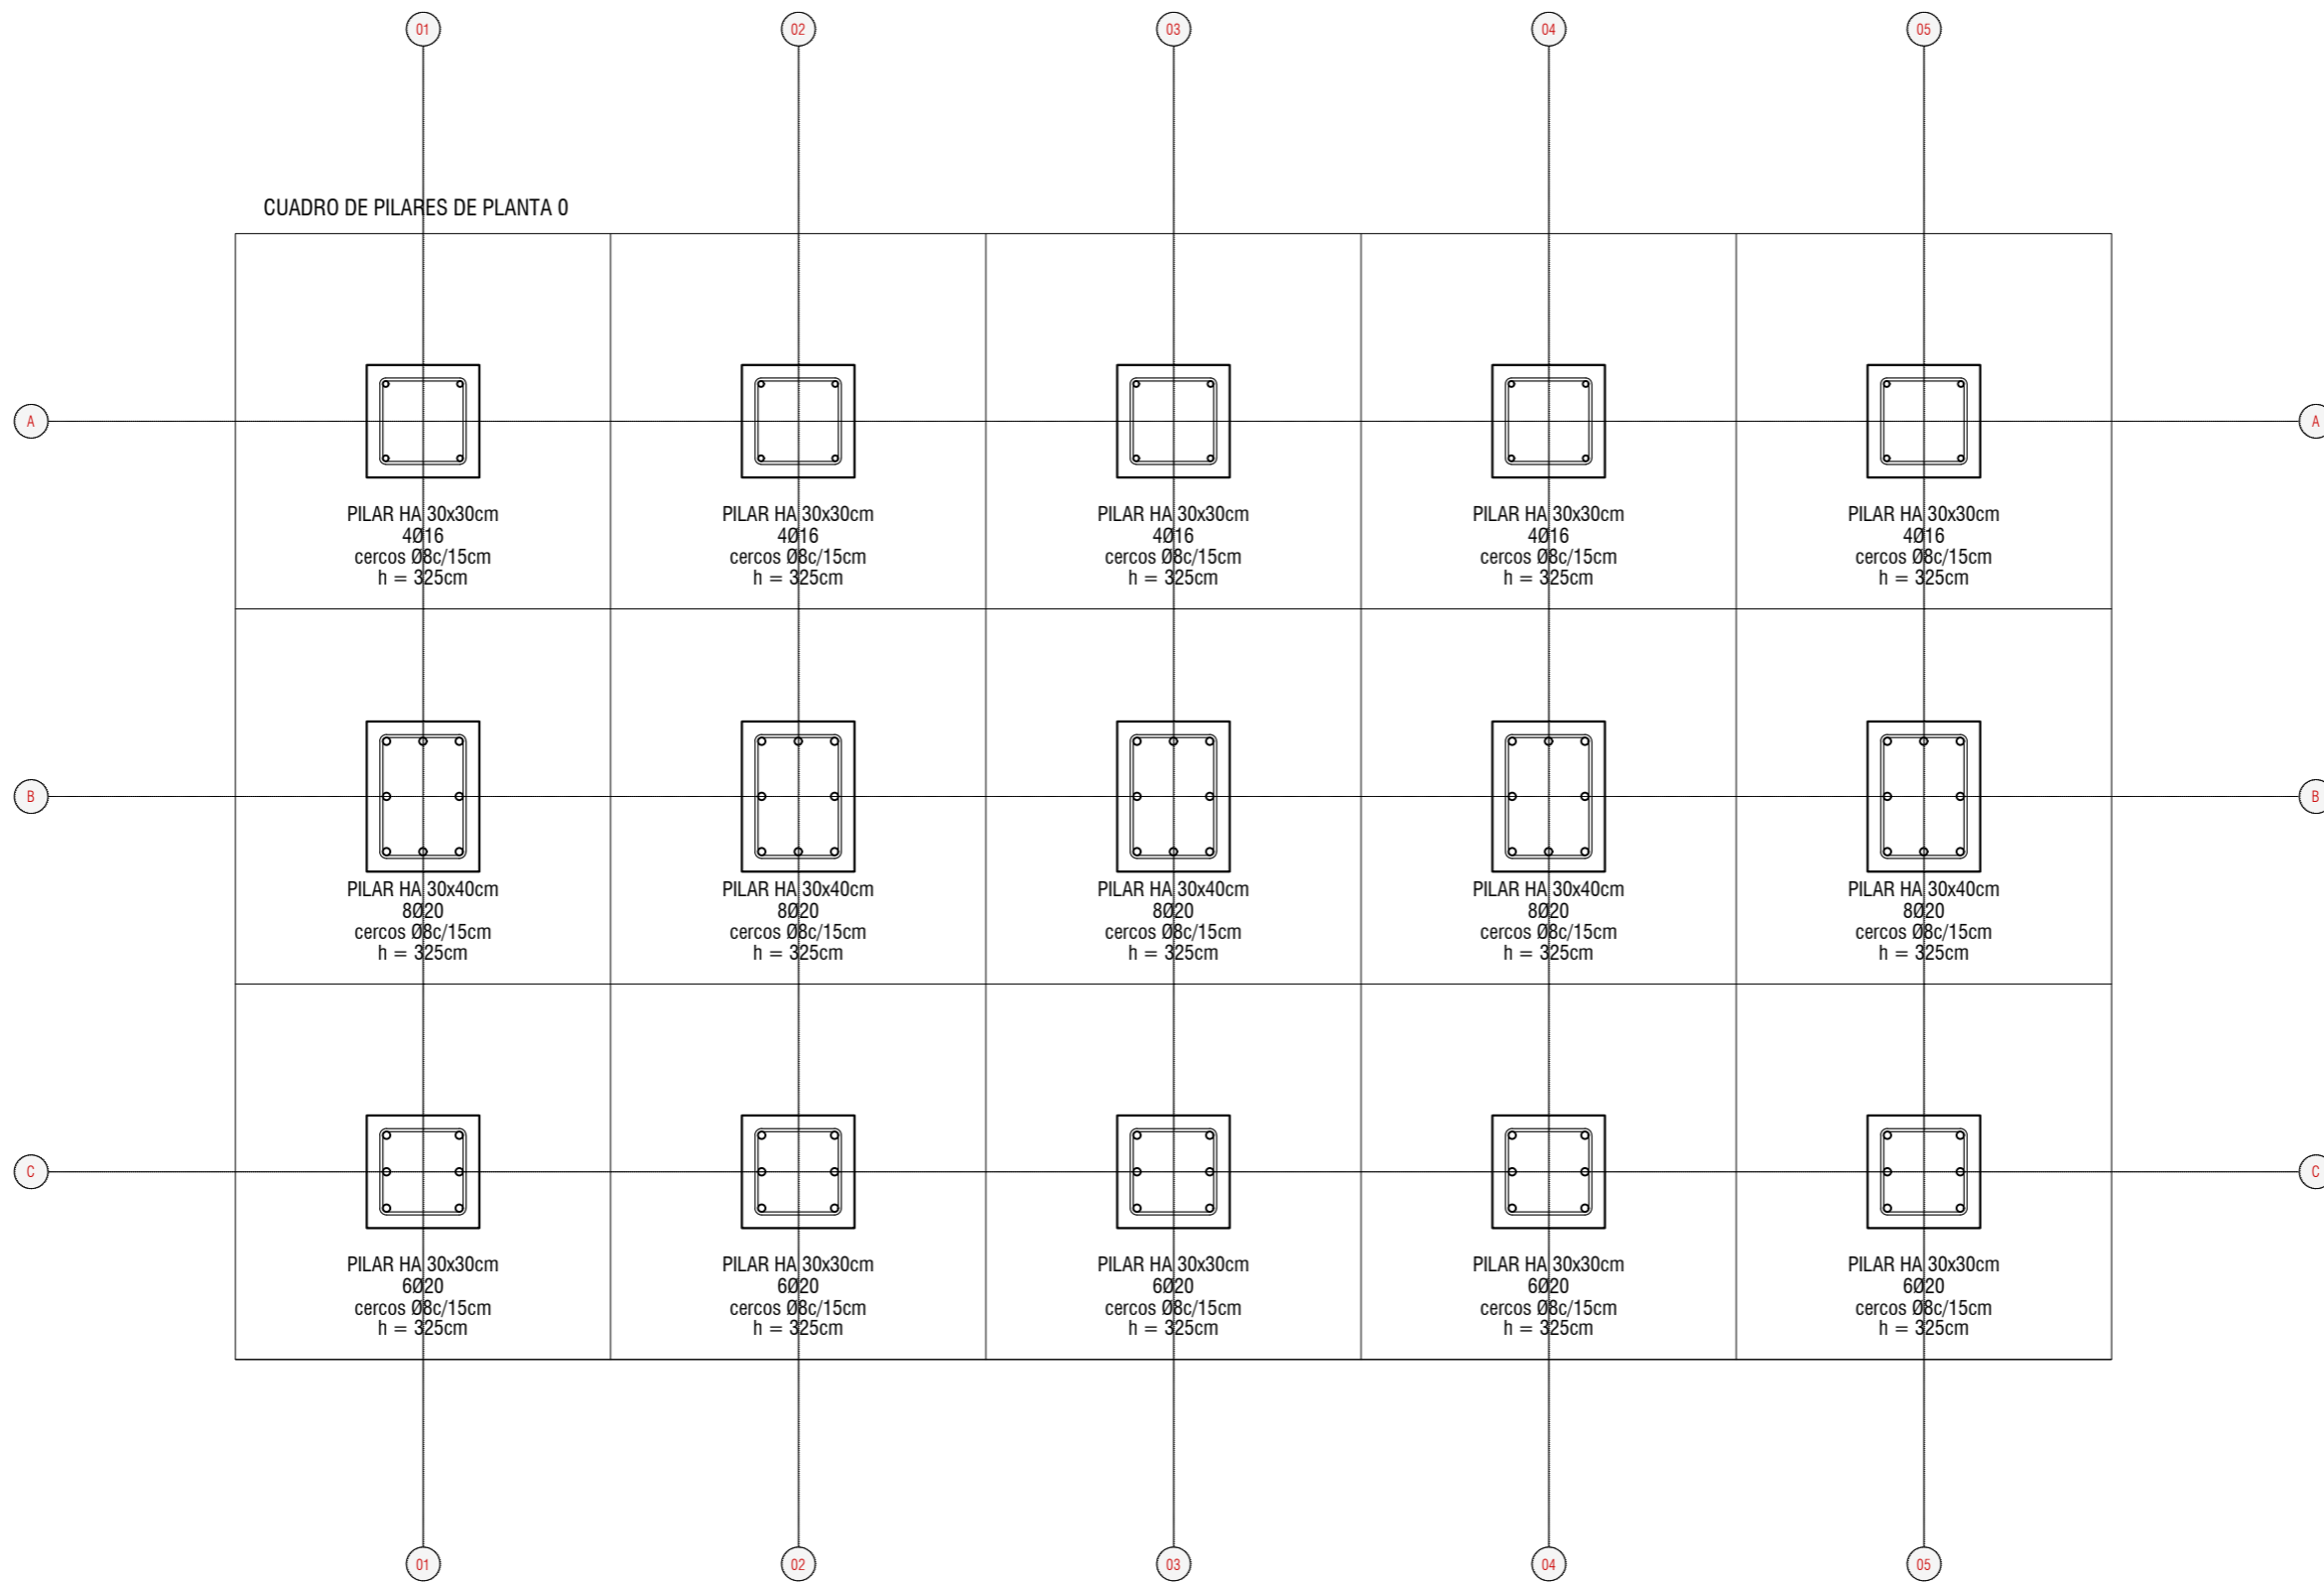 01 02 03 04 05
CUADRO DE PILARES DE PLANTA 0
A A
PILAR HA 30x30cm PILAR HA 30x30cm PILAR HA 30x30cm PILAR HA 30x30cm PILAR HA 30x30cm
4Ø16 4Ø16 4Ø16 4Ø16 4Ø16
cercos Ø8c/15cm cercos Ø8c/15cm cercos Ø8c/15cm cercos Ø8c/15cm cercos Ø8c/15cm
h = 325cm h = 325cm h = 325cm h = 325cm h = 325cm
B B
PILAR HA 30x40cm PILAR HA 30x40cm PILAR HA 30x40cm PILAR HA 30x40cm PILAR HA 30x40cm
8Ø20 8Ø20 8Ø20 8Ø20 8Ø20
cercos Ø8c/15cm cercos Ø8c/15cm cercos Ø8c/15cm cercos Ø8c/15cm cercos Ø8c/15cm
h = 325cm h = 325cm h = 325cm h = 325cm h = 325cm
C C
PILAR HA 30x30cm PILAR HA 30x30cm PILAR HA 30x30cm PILAR HA 30x30cm PILAR HA 30x30cm
6Ø20 6Ø20 6Ø20 6Ø20 6Ø20
cercos Ø8c/15cm cercos Ø8c/15cm cercos Ø8c/15cm cercos Ø8c/15cm cercos Ø8c/15cm
h = 325cm h = 325cm h = 325cm h = 325cm h = 325cm
01 02 03 04 05